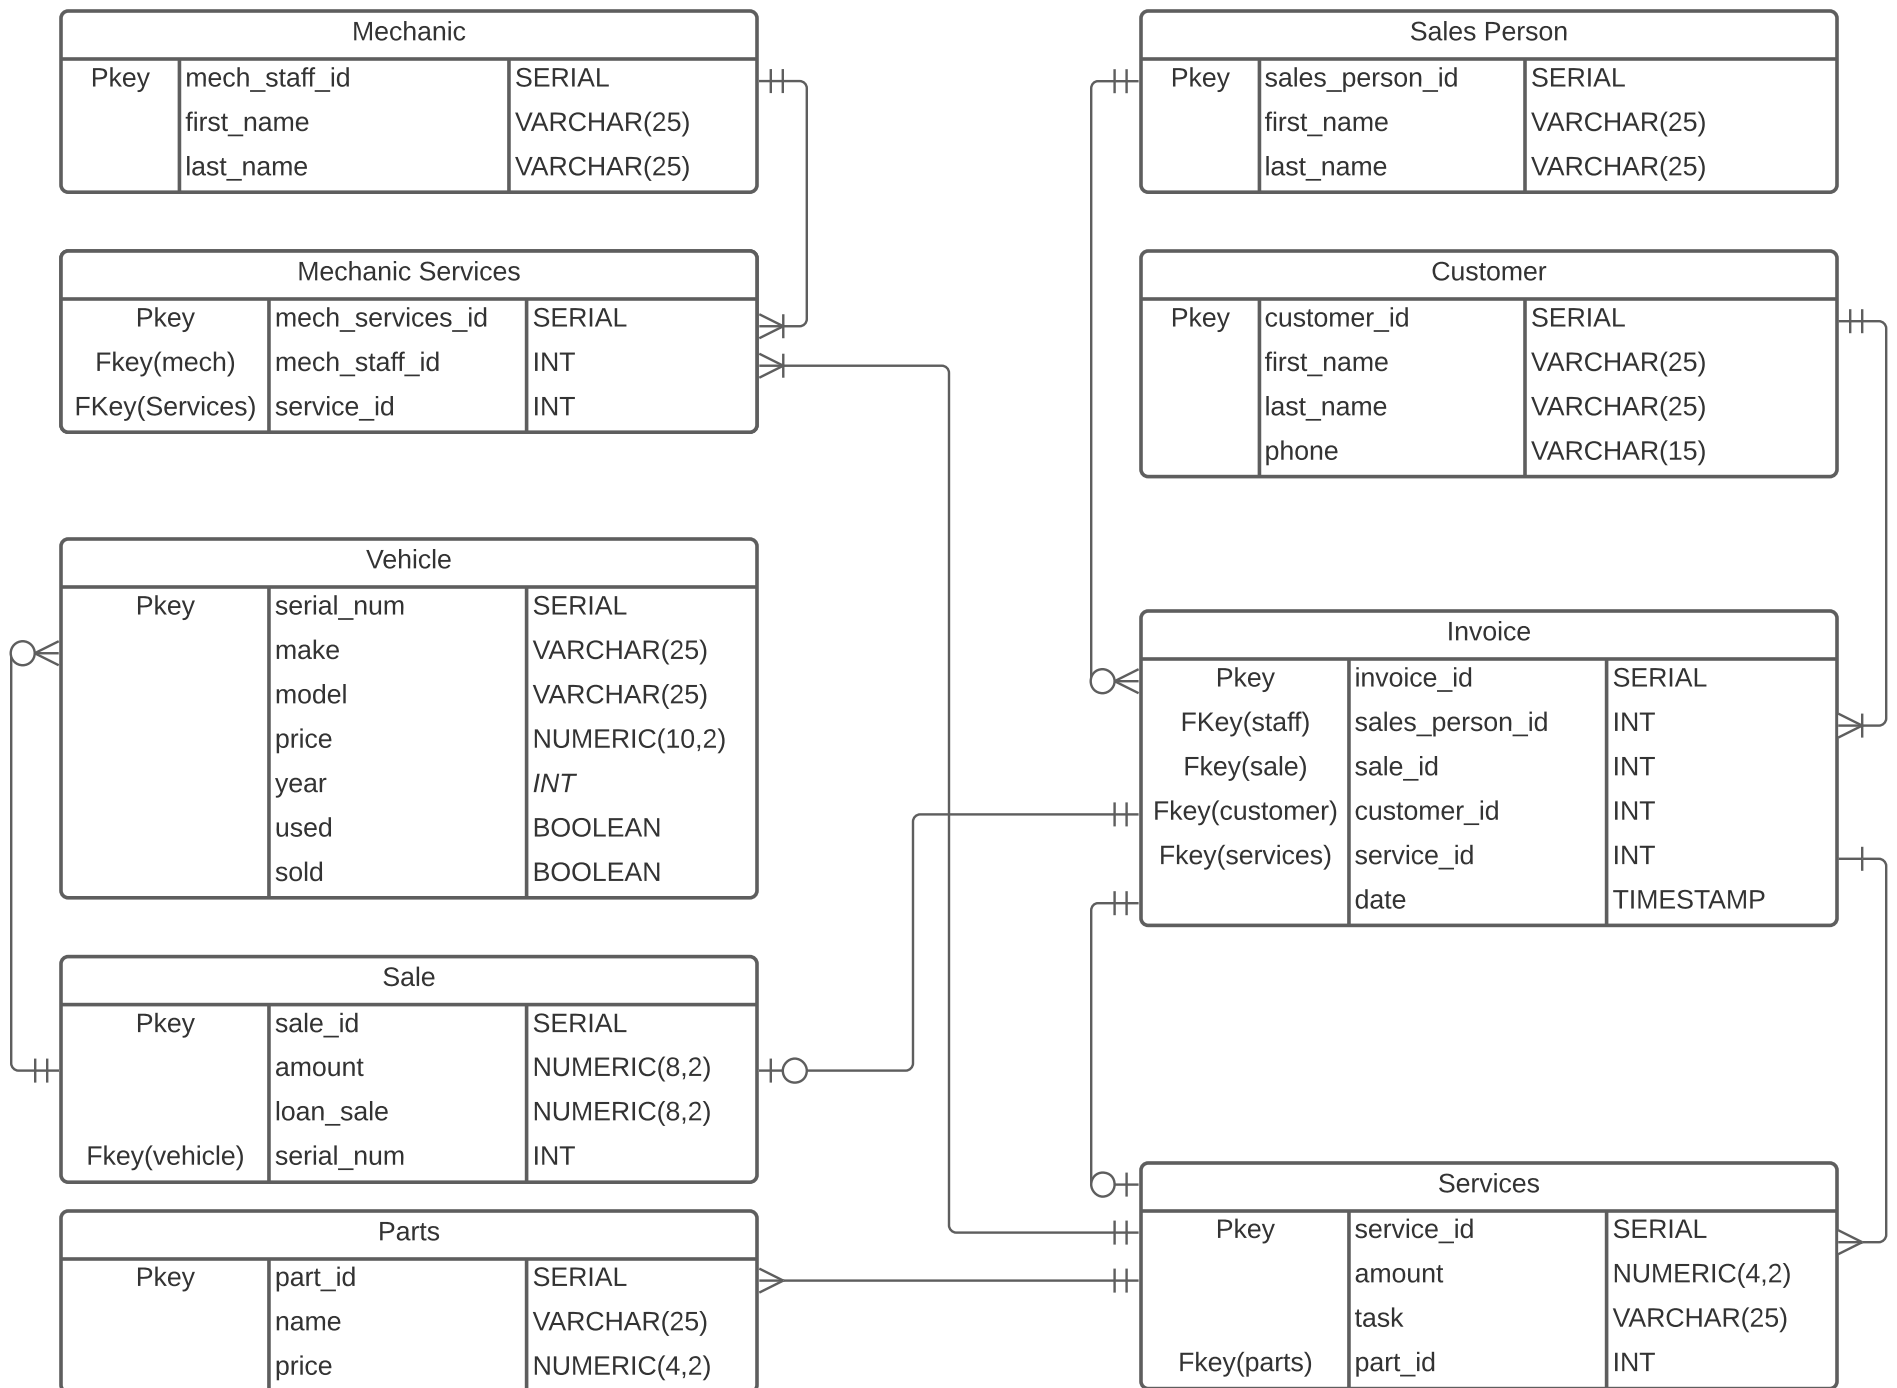 Mechanic
Pkey mech_staff_id SERIAL
first_name VARCHAR(25)
last_name VARCHAR(25)
Mechanic Services
Pkey mech_services_id SERIAL
Fkey(mech) mech_staff_id INT
FKey(Services) service_id INT
Vehicle
Pkey serial_num SERIAL
make VARCHAR(25)
model VARCHAR(25)
price NUMERIC(10,2)
year INT
used BOOLEAN
sold BOOLEAN
Sale
Pkey sale_id SERIAL
amount NUMERIC(8,2)
loan_sale NUMERIC(8,2)
Fkey(vehicle) serial_num INT
Parts
Pkey part_id SERIAL
name VARCHAR(25)
price NUMERIC(4,2)
Sales Person
Pkey sales_person_id SERIAL
first_name VARCHAR(25)
last_name VARCHAR(25)
Customer
Pkey customer_id SERIAL
first_name VARCHAR(25)
last_name VARCHAR(25)
phone VARCHAR(15)
Invoice
Pkey invoice_id SERIAL
FKey(staff) sales_person_id INT
Fkey(sale) sale_id INT
Fkey(customer) customer_id INT
Fkey(services) service_id INT
date TIMESTAMP
Services
Pkey service_id SERIAL
amount NUMERIC(4,2)
task VARCHAR(25)
Fkey(parts) part_id INT